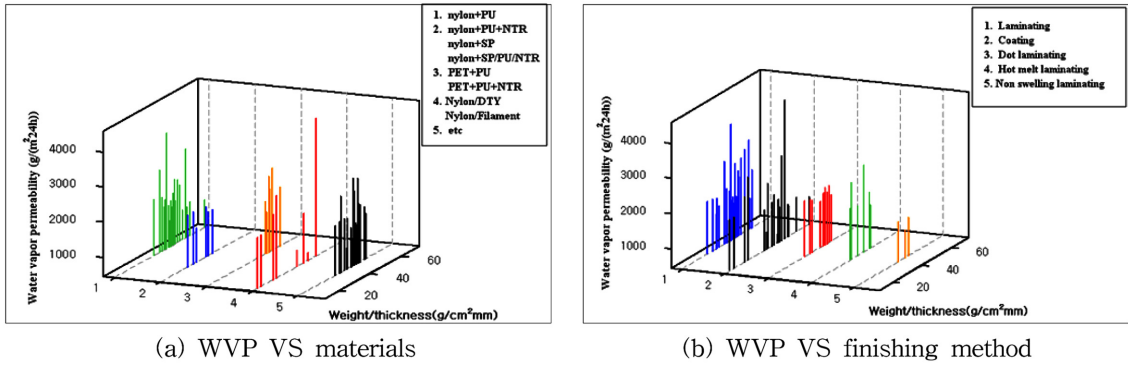 1. nylon+PU
2. nylon+PU+NTR
nylon+SP
nylon+SP/PU/NTR
3. PET+PU
PET+PU+NTR
4. Nylon/DTY
Nylon/Filament
5. etc
Water vapor permeability (g/(m²24h))
4000
3000
2000
1000
1
2
3
4
5
20
40
60
Weight/thickness(g/cm²mm)
(a) WVP VS materials
1. Laminating
2. Coating
3. Dot laminating
4. Hot melt laminating
5. Non swelling laminating
Water vapor permeability (g/(m²24h))
4000
3000
2000
1000
1
2
3
4
5
20
40
60
Weight/thickness(g/cm²mm)
(b) WVP VS finishing method